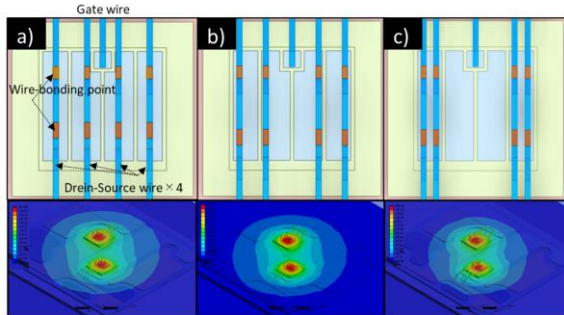 Gate wire
a)
b)
c)
Wire-bonding point
Drein-Source wire×4